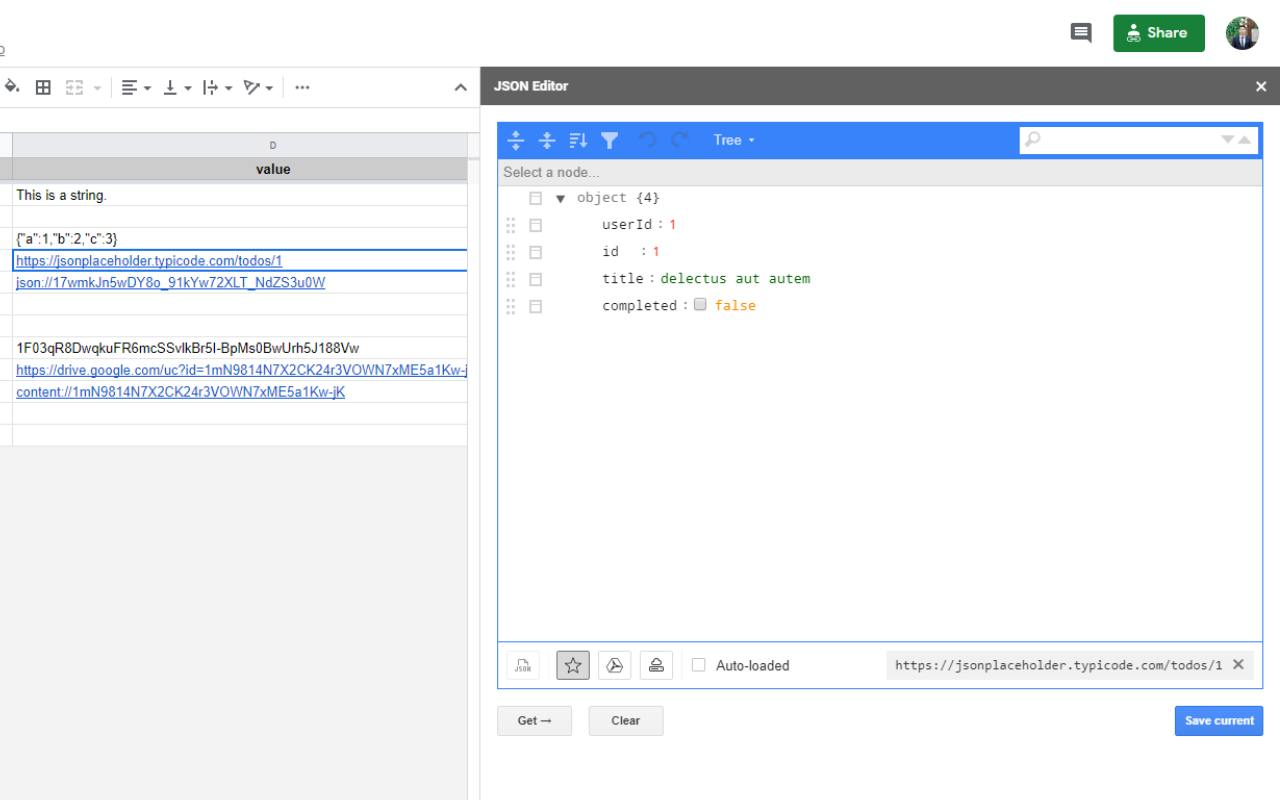 Share
JSON Editor
D
value
This is a string.
{"a":1,"b":2,"c":3}
https://jsonplaceholder.typicode.com/todos/1
json://17wmkJn5wDY8o_91kYw72XLT_NdZS3u0W
1F03qR8DwqkuFR6mcSSvlkBr5I-BpMs0BwUrh5J188Vw
https://drive.google.com/uc?id=1mN9814N7X2CK24r3VOWN7xME5a1Kw-j
content://1mN9814N7X2CK24r3VOWN7xME5a1Kw-jK
Tree
Select a node...
object {4}
userId : 1
id : 1
title : delectus aut autem
completed : false
JSON
Auto-loaded
https://jsonplaceholder.typicode.com/todos/1
Get →
Clear
Save current